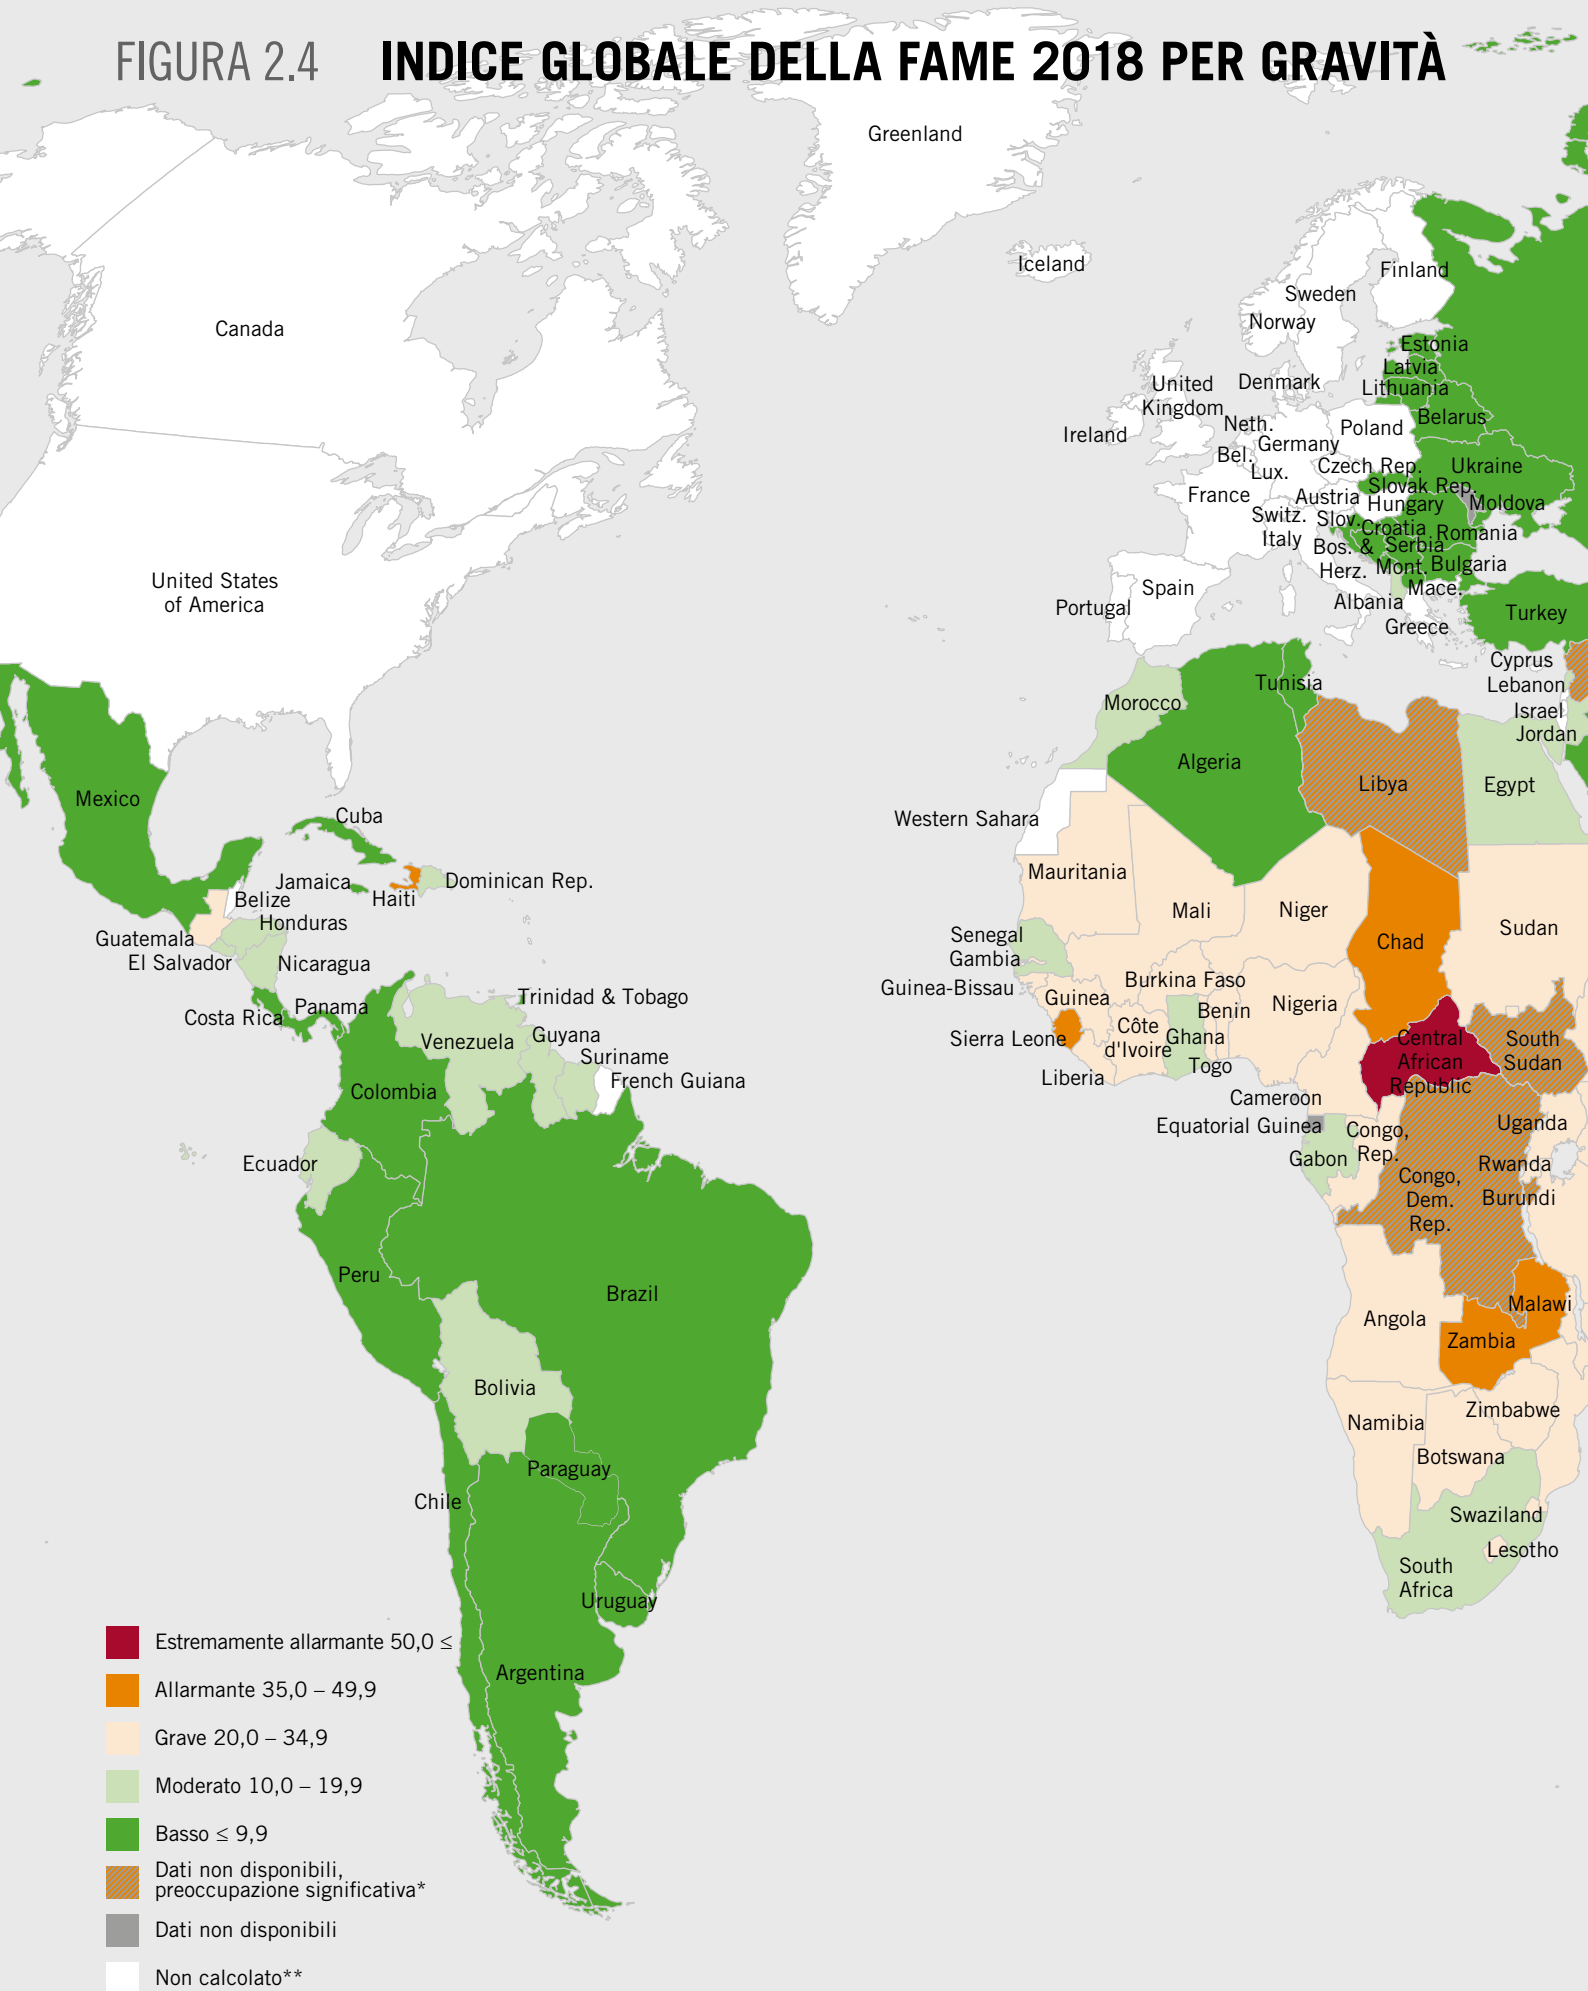 FIGURA 2.4 INDICE GLOBALE DELLA FAME 2018 PER GRAVITÀ
Greenland
Iceland
Finland
Sweden
Norway
Canada
Estonia
Latvia
Lithuania
United
Kingdom
Denmark
Belarus
Ireland
Neth.
Poland
Germany
Bel.
Lux.
Czech Rep.
Ukraine
Slovak Rep.
France
Austria
Hungary
Moldova
Switz.
Slov.
Croatia
Romania
Italy
Bos. &
Herz.
Serbia
Mont.
Bulgaria
Mace.
United States
of America
Spain
Portugal
Albania
Greece
Turkey
Cyprus
Lebanon
Israel
Jordan
Tunisia
Morocco
Algeria
Libya
Egypt
Mexico
Cuba
Western Sahara
Jamaica
Haiti
Dominican Rep.
Belize
Honduras
Guatemala
El Salvador
Nicaragua
Mauritania
Mali
Niger
Chad
Sudan
Senegal
Gambia
Guinea-Bissau
Guinea
Burkina Faso
Benin
Nigeria
Costa Rica
Panama
Trinidad & Tobago
Venezuela
Guyana
Suriname
French Guiana
Sierra Leone
Côte
d'Ivoire
Ghana
Togo
Liberia
Central
African
Republic
South
Sudan
Colombia
Cameroon
Equatorial Guinea
Gabon
Congo,
Rep.
Uganda
Rwanda
Burundi
Congo,
Dem.
Rep.
Ecuador
Peru
Brazil
Angola
Malawi
Zambia
Bolivia
Namibia
Zimbabwe
Botswana
Paraguay
Chile
Swaziland
Lesotho
South
Africa
Uruguay
Argentina
Estremamente allarmante 50,0 ≤
Allarmante 35,0 – 49,9
Grave 20,0 – 34,9
Moderato 10,0 – 19,9
Basso ≤ 9,9
Dati non disponibili,
preoccupazione significativa*
Dati non disponibili
Non calcolato**